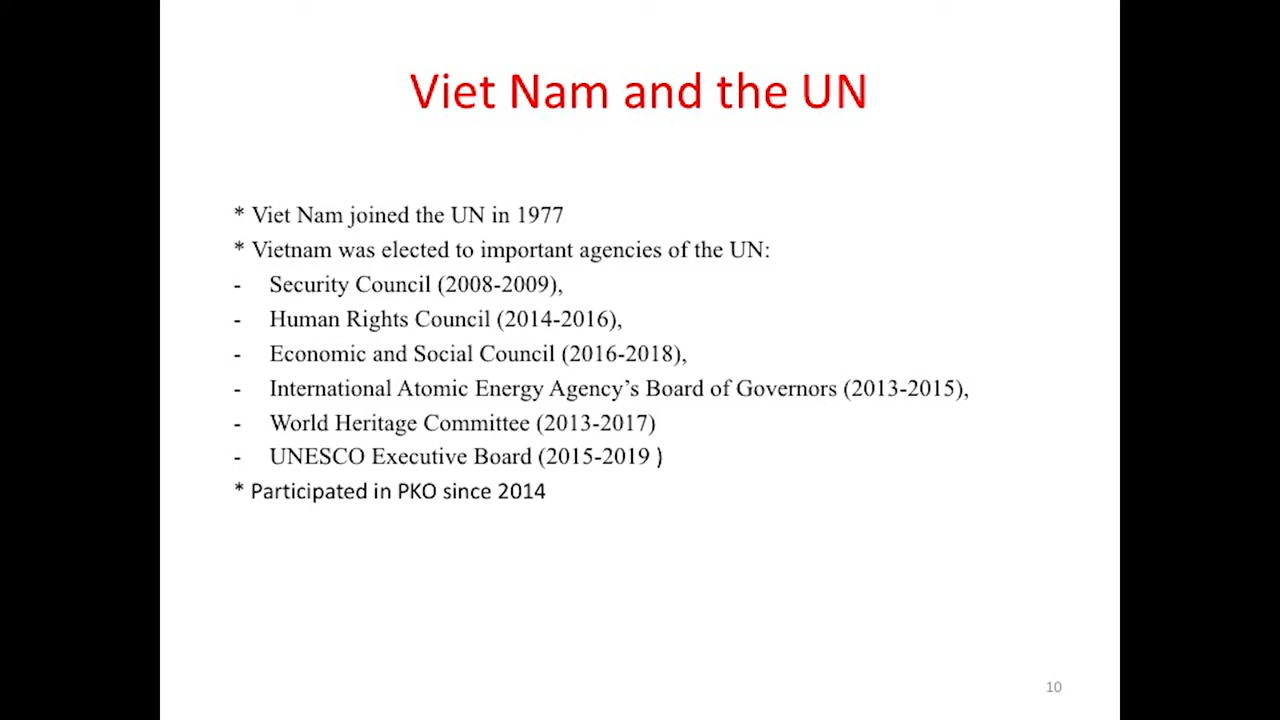 Viet Nam and the UN
* Viet Nam joined the UN in 1977
* Vietnam was elected to important agencies of the UN:
- Security Council (2008-2009),
- Human Rights Council (2014-2016),
- Economic and Social Council (2016-2018),
- International Atomic Energy Agency’s Board of Governors (2013-2015),
- World Heritage Committee (2013-2017)
- UNESCO Executive Board (2015-2019 )
* Participated in PKO since 2014
10